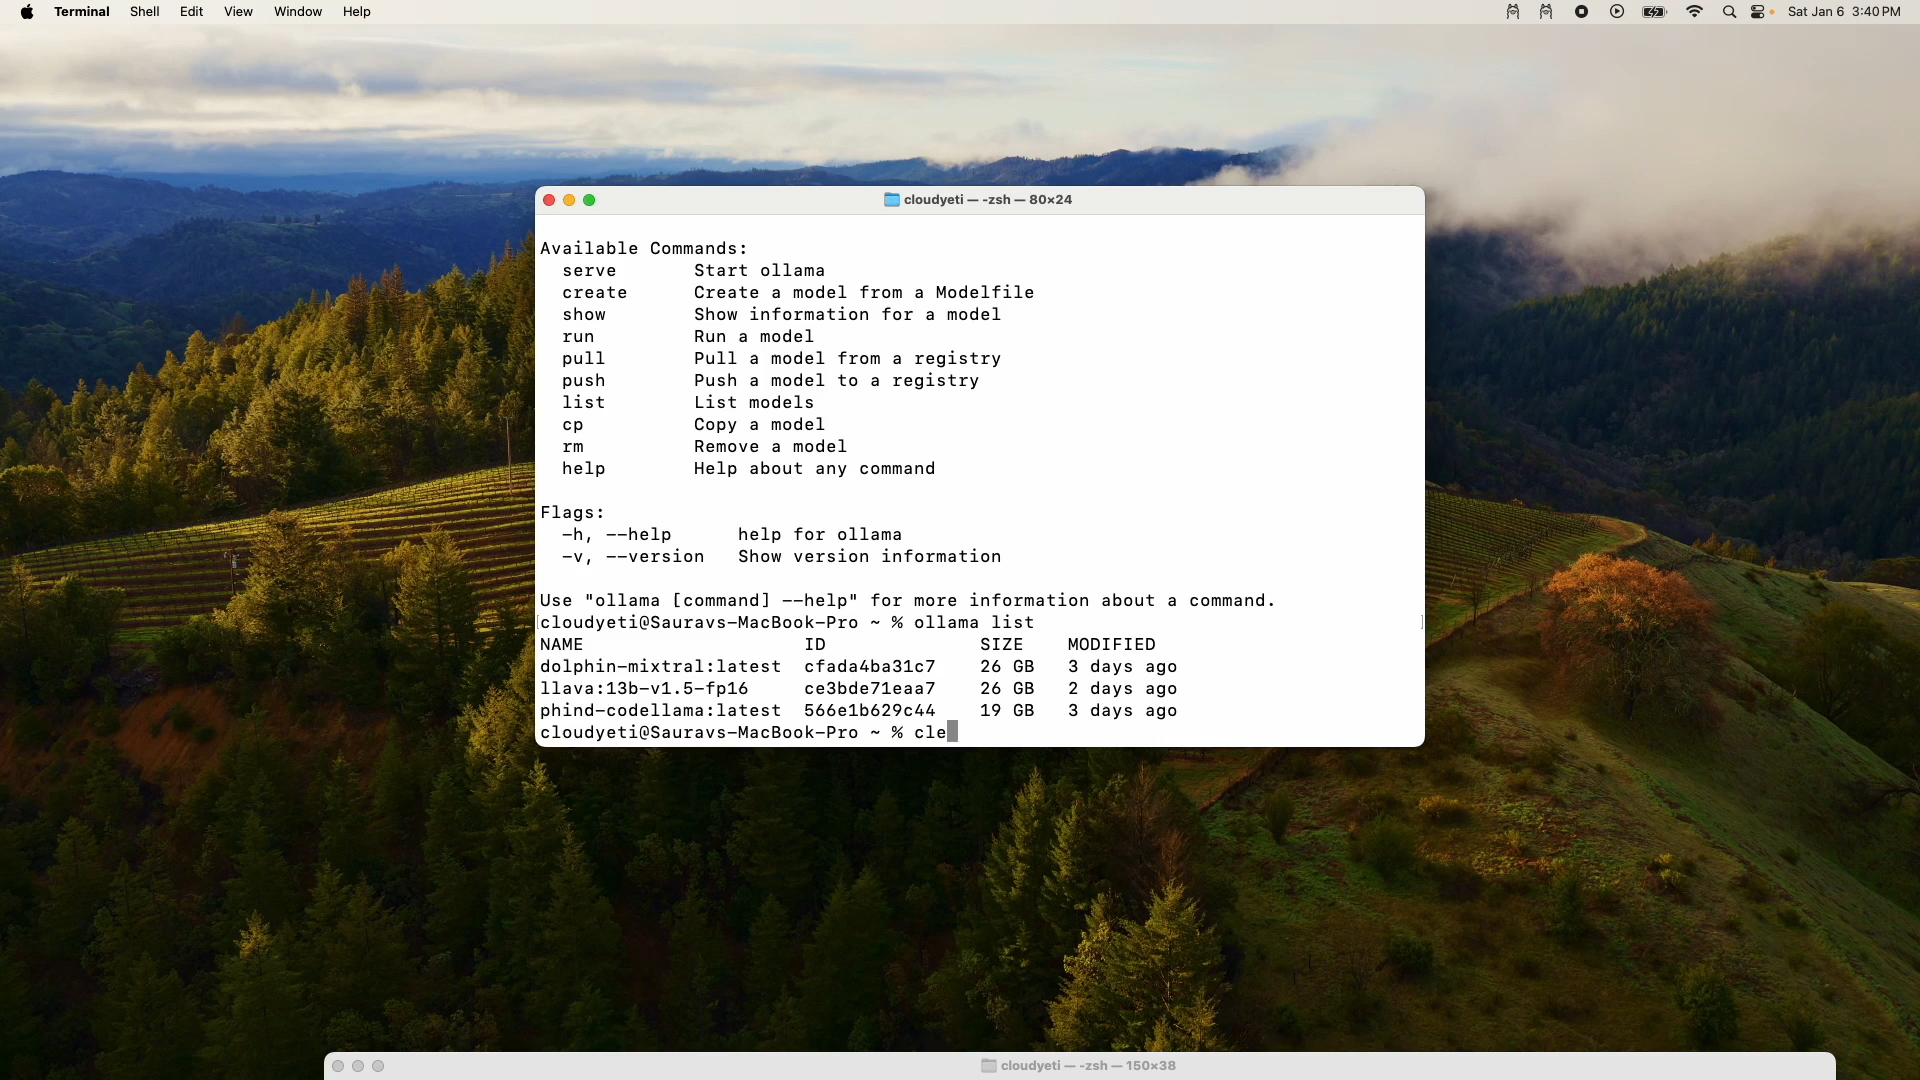 Terminal Shell Edit View Window Help Sat Jan 6 3:40 PM
cloudyeti — -zsh — 80×24
Available Commands:
serve Start ollama
create Create a model from a Modelfile
show Show information for a model
run Run a model
pull Pull a model from a registry
push Push a model to a registry
list List models
cp Copy a model
rm Remove a model
help Help about any command
Flags:
-h, --help help for ollama
-v, --version Show version information
Use "ollama [command] --help" for more information about a command.
cloudyeti@Sauravs-MacBook-Pro ~ % ollama list
NAME ID SIZE MODIFIED
dolphin-mixtral:latest cfada4ba31c7 26 GB 3 days ago
llava:13b-v1.5-fp16 ce3bde71eaa7 26 GB 2 days ago
phind-codellama:latest 566e1b629c44 19 GB 3 days ago
cloudyeti@Sauravs-MacBook-Pro ~ % cle
cloudyeti — -zsh — 150×38